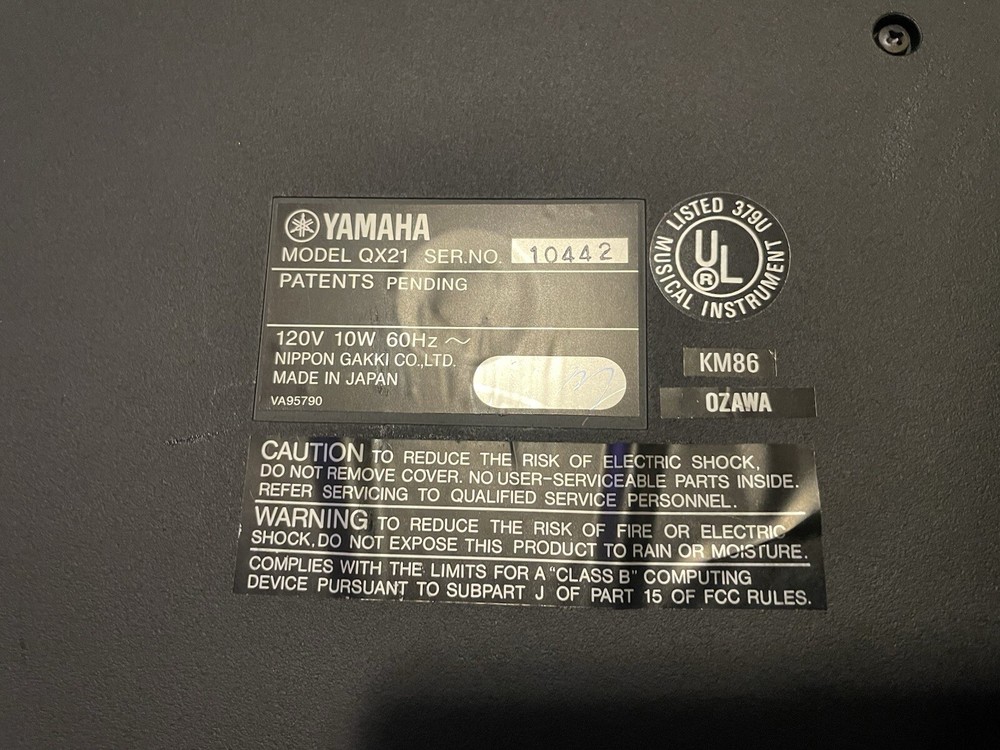 YAMAHA
MODEL QX21 SER.NO. 10442
PATENTS PENDING
120V 10W 60Hz ～
NIPPON GAKKI CO.,LTD.
MADE IN JAPAN
VA95790
LISTED 379U
UL
R
MUSICAL INSTRUMENT
KM86
OZAWA
CAUTION TO REDUCE THE RISK OF ELECTRIC SHOCK,
DO NOT REMOVE COVER. NO USER-SERVICEABLE PARTS INSIDE.
REFER SERVICING TO QUALIFIED SERVICE PERSONNEL.
WARNING TO REDUCE THE RISK OF FIRE OR ELECTRIC
SHOCK, DO NOT EXPOSE THIS PRODUCT TO RAIN OR MOISTURE.
COMPLIES WITH THE LIMITS FOR A "CLASS B" COMPUTING
DEVICE PURSUANT TO SUBPART J OF PART 15 OF FCC RULES.